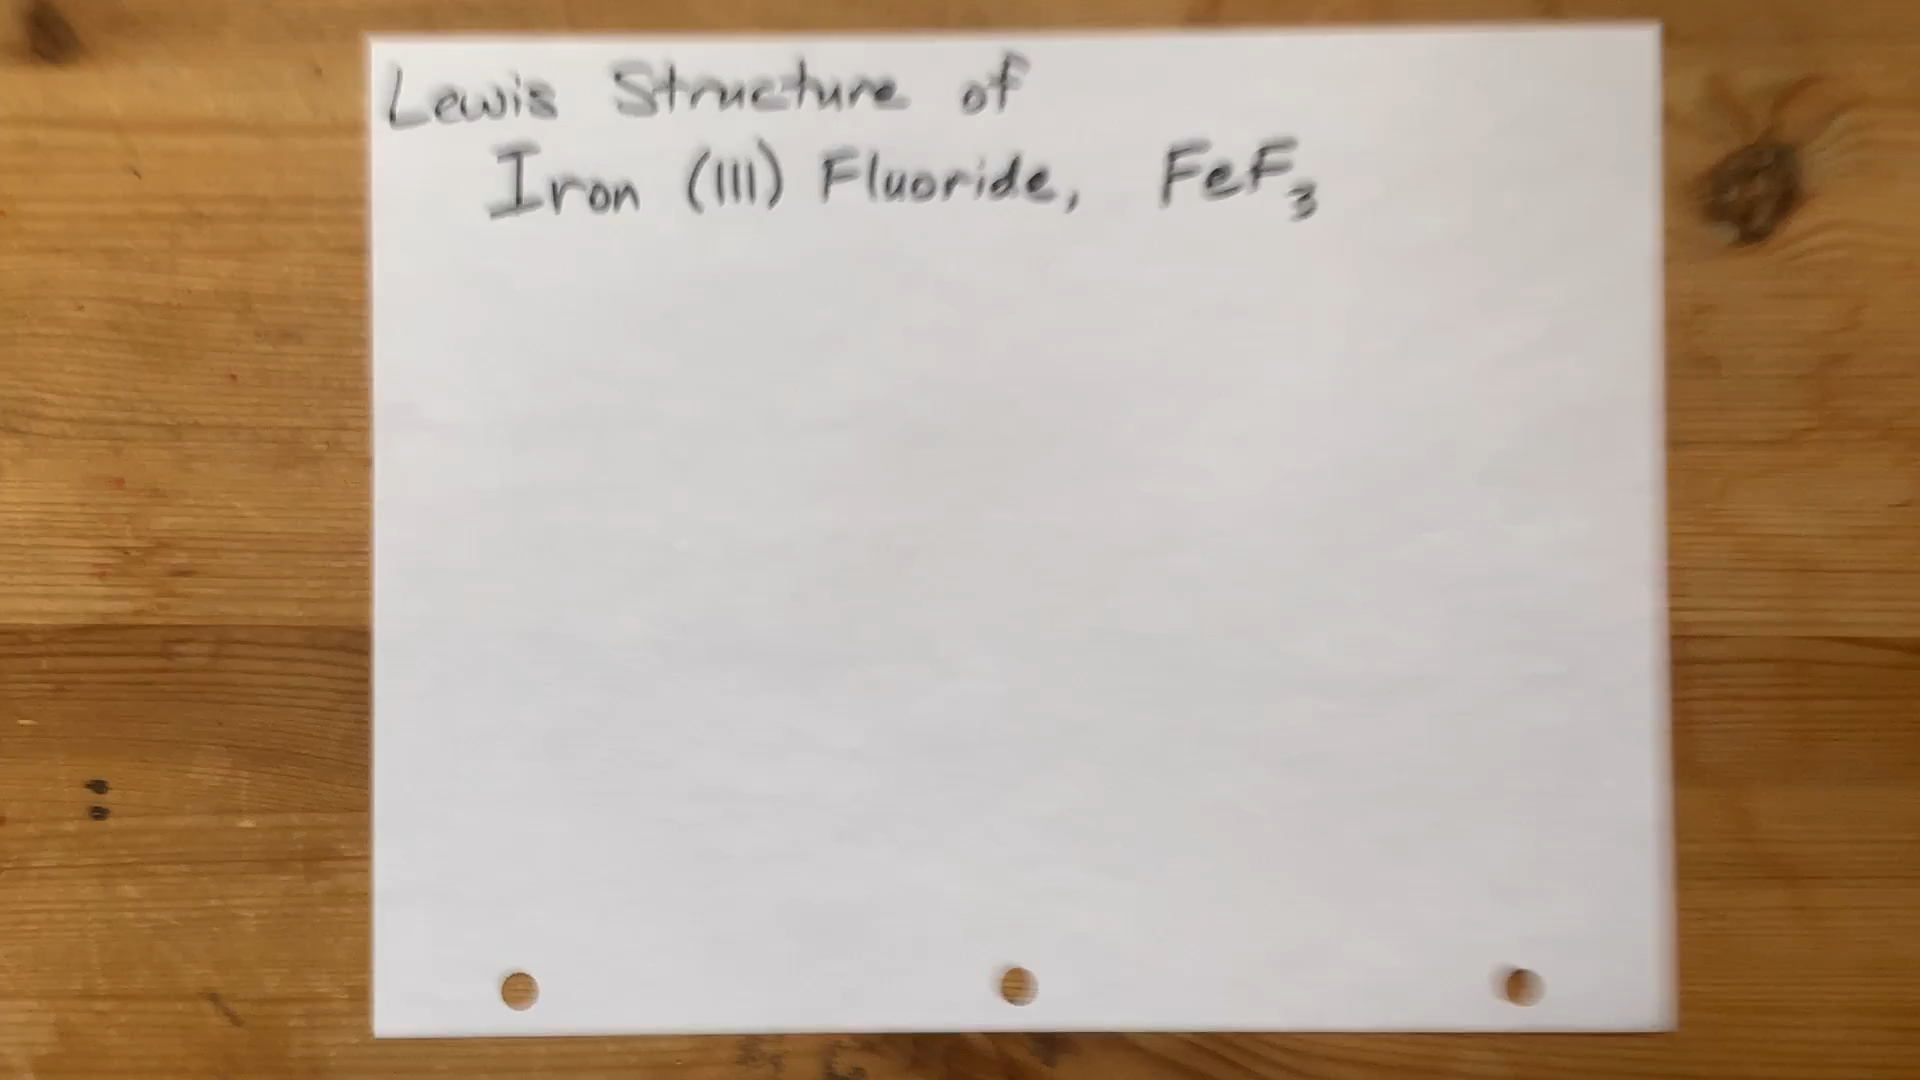 Lewis Structure of
Iron (III) Fluoride, FeF₃